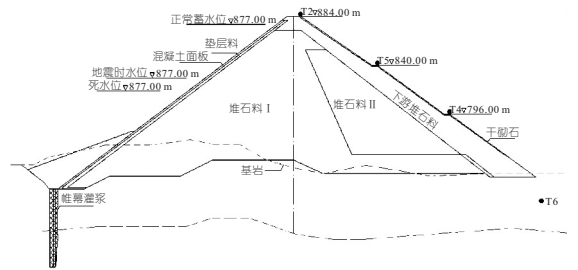 正常蓄水位▽877.00 m
T2▽884.00 m
垫层料
混凝土面板
地震时水位▽877.00 m
死水位▽877.00 m
T5▽840.00 m
堆石料 I
堆石料 II
下游堆石料
T4▽796.00 m
干砌石
基岩
帷幕灌浆
T6